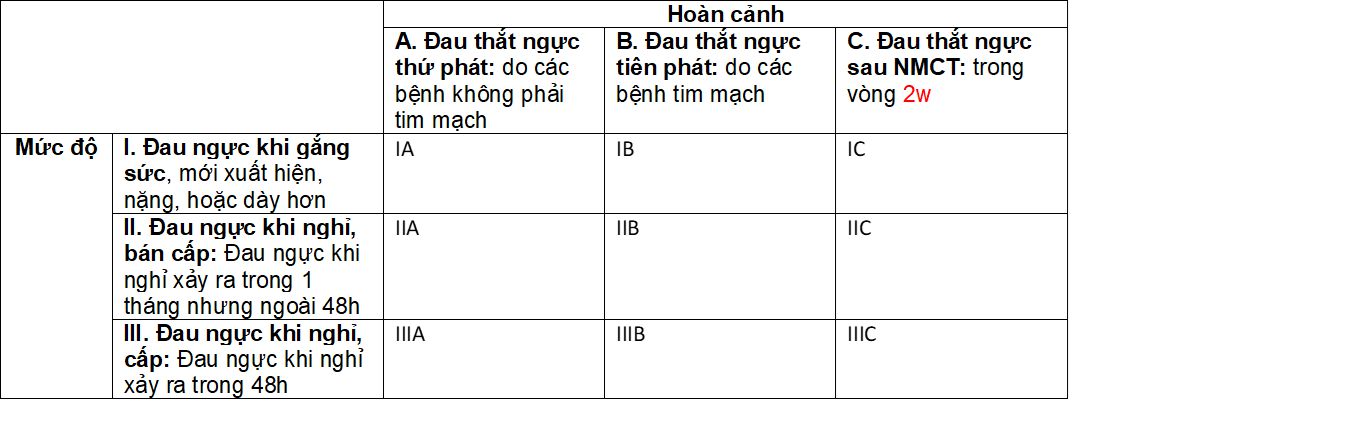 Hoàn cảnh
A. Đau thắt ngực
thứ phát: do các
bệnh không phải
tim mạch
B. Đau thắt ngực
tiên phát: do các
bệnh tim mạch
C. Đau thắt ngực
sau NMCT: trong
vòng 2w
Mức độ
I. Đau ngực khi gắng
sức, mới xuất hiện,
nặng, hoặc dày hơn
IA
IB
IC
II. Đau ngực khi nghỉ,
bán cấp: Đau ngực khi
nghỉ xảy ra trong 1
tháng nhưng ngoài 48h
IIA
IIB
IIC
III. Đau ngực khi nghỉ,
cấp: Đau ngực khi nghỉ
xảy ra trong 48h
IIIA
IIIB
IIIC